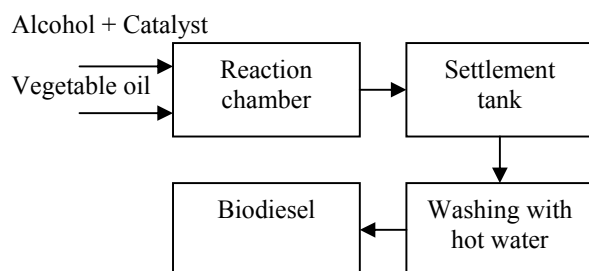 Alcohol + Catalyst
Vegetable oil
Reaction
chamber
Settlement
tank
Biodiesel
Washing with
hot water